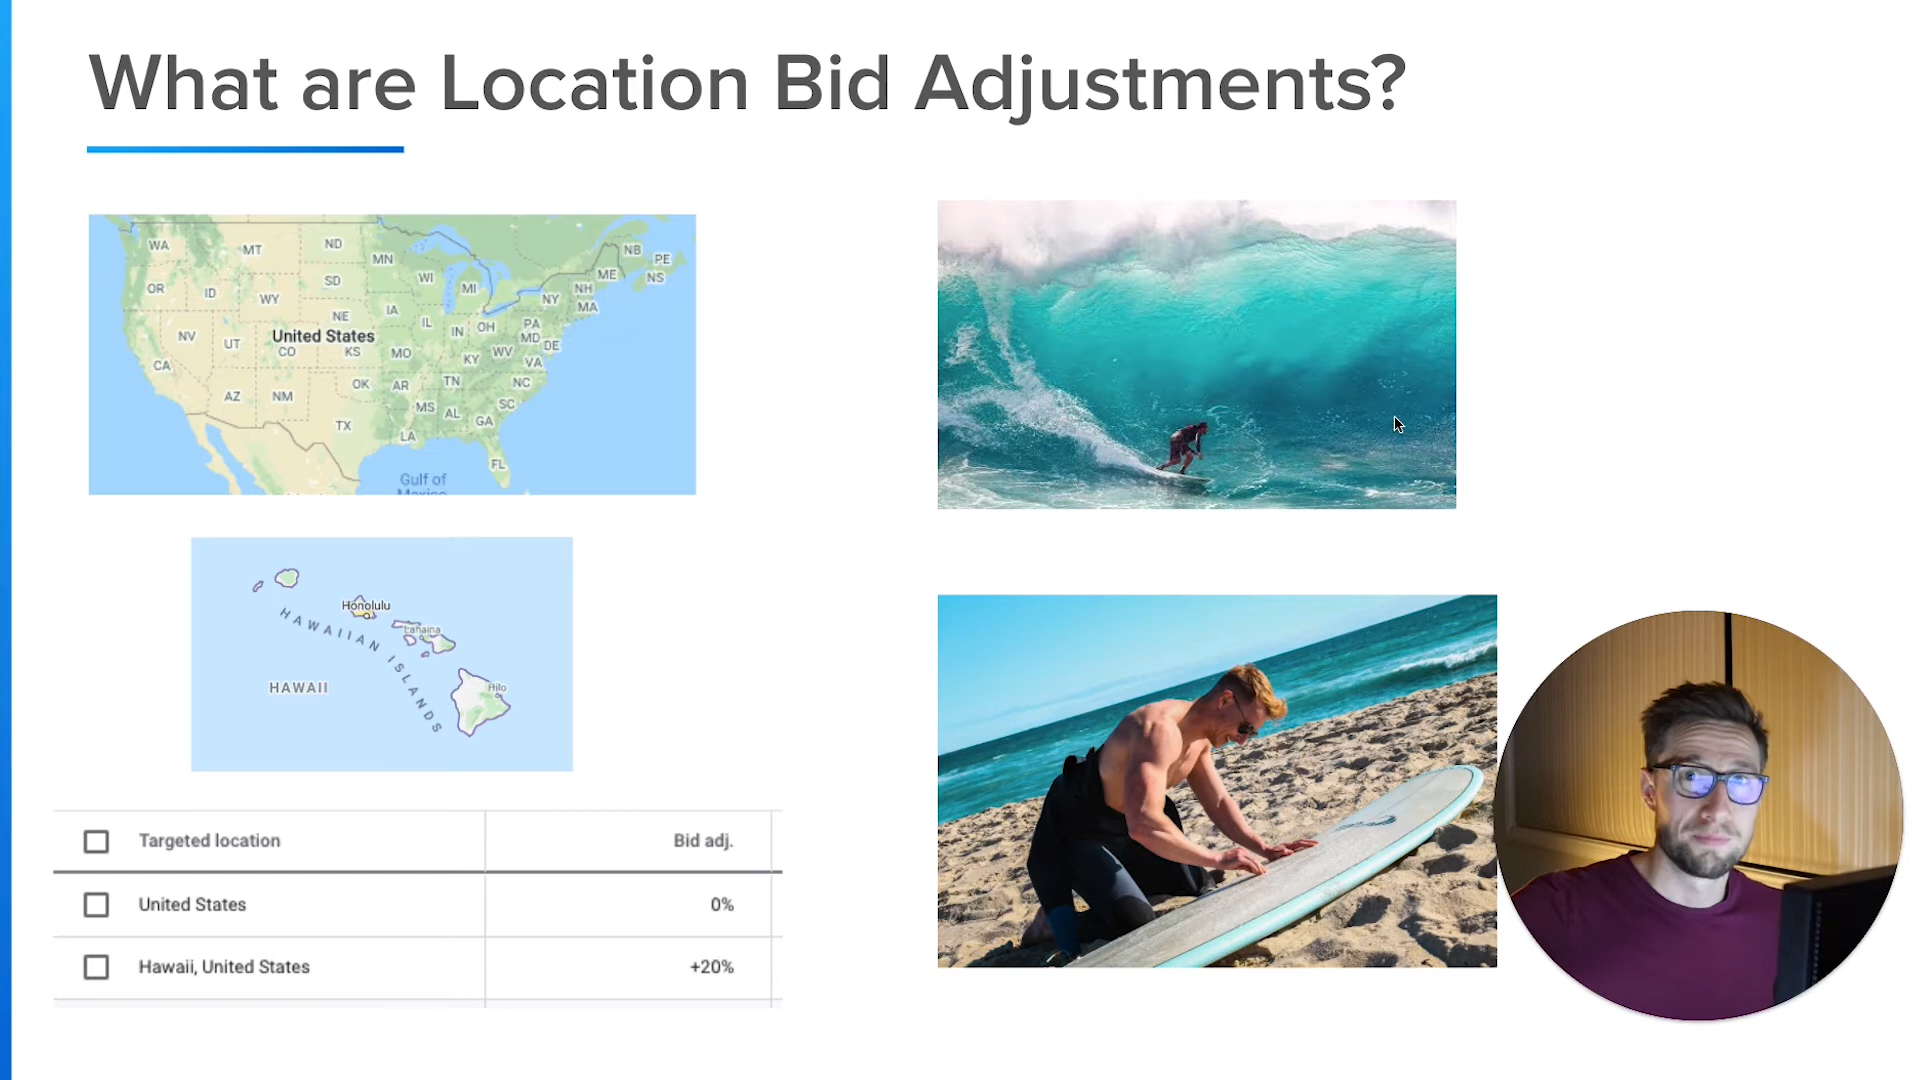 What are Location Bid Adjustments?
WA
MT
ND
MN
NB
PE
OR
ID
SD
WI
MI
ME
NS
WY
NY
NH
MA
NE
IA
IL
IN
OH
PA
NV
UT
United States
MD
DE
CO
KS
MO
KY
WV
VA
CA
AZ
NM
OK
AR
TN
NC
MS
AL
SC
TX
LA
GA
FL
Gulf of
Mexico
Honolulu
Lahaina
HAWAIIAN ISLANDS
HAWAII
Hilo
Targeted location Bid adj.
United States 0%
Hawaii, United States +20%